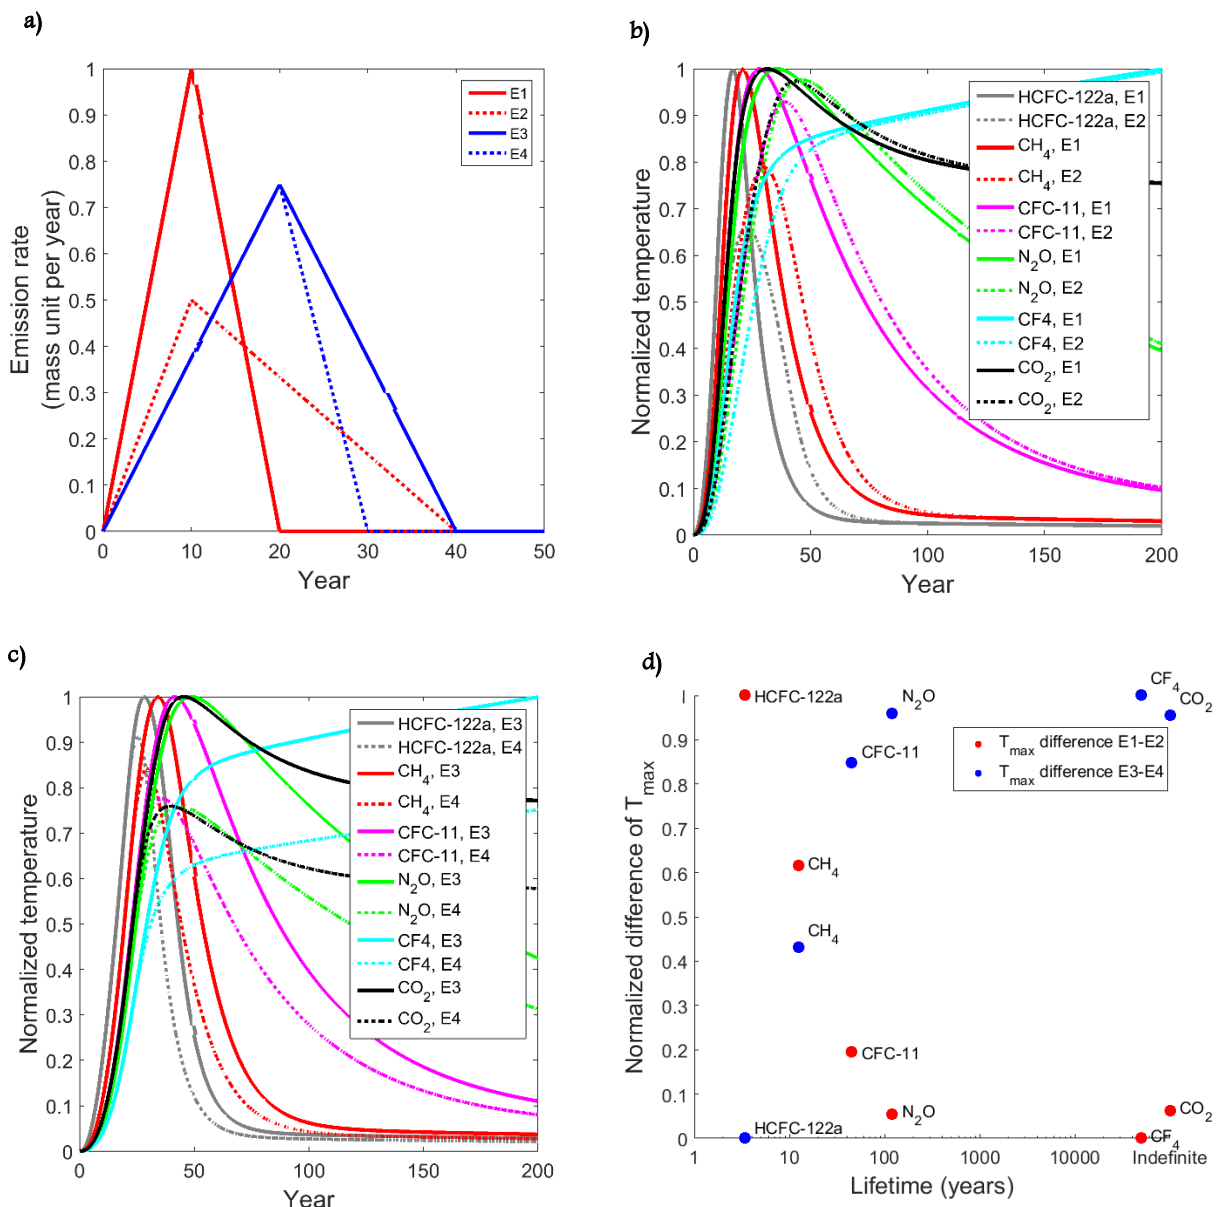 a)
1
0.9
0.8
0.7
0.6
0.5
0.4
0.3
0.2
0.1
0
0 10 20 30 40 50
Emission rate
(mass unit per year)
Year
E1
E2
E3
E4
b)
1
0.9
0.8
0.7
0.6
0.5
0.4
0.3
0.2
0.1
0
0 50 100 150 200
Normalized temperature
Year
HCFC-122a, E1
HCFC-122a, E2
CH4, E1
CH4, E2
CFC-11, E1
CFC-11, E2
N2O, E1
N2O, E2
CF4, E1
CF4, E2
CO2, E1
CO2, E2
c)
1
0.9
0.8
0.7
0.6
0.5
0.4
0.3
0.2
0.1
0
0 50 100 150 200
Normalized temperature
Year
HCFC-122a, E3
HCFC-122a, E4
CH4, E3
CH4, E4
CFC-11, E3
CFC-11, E4
N2O, E3
N2O, E4
CF4, E3
CF4, E4
CO2, E3
CO2, E4
d)
1
0.9
0.8
0.7
0.6
0.5
0.4
0.3
0.2
0.1
0
1 10 100 1000 10000 Indefinite
Normalized difference of Tmax
Lifetime (years)
Tmax difference E1-E2
Tmax difference E3-E4
HCFC-122a
N2O
CF4
CO2
CFC-11
CH4
CH4
CFC-11
N2O
CO2
HCFC-122a
CF4